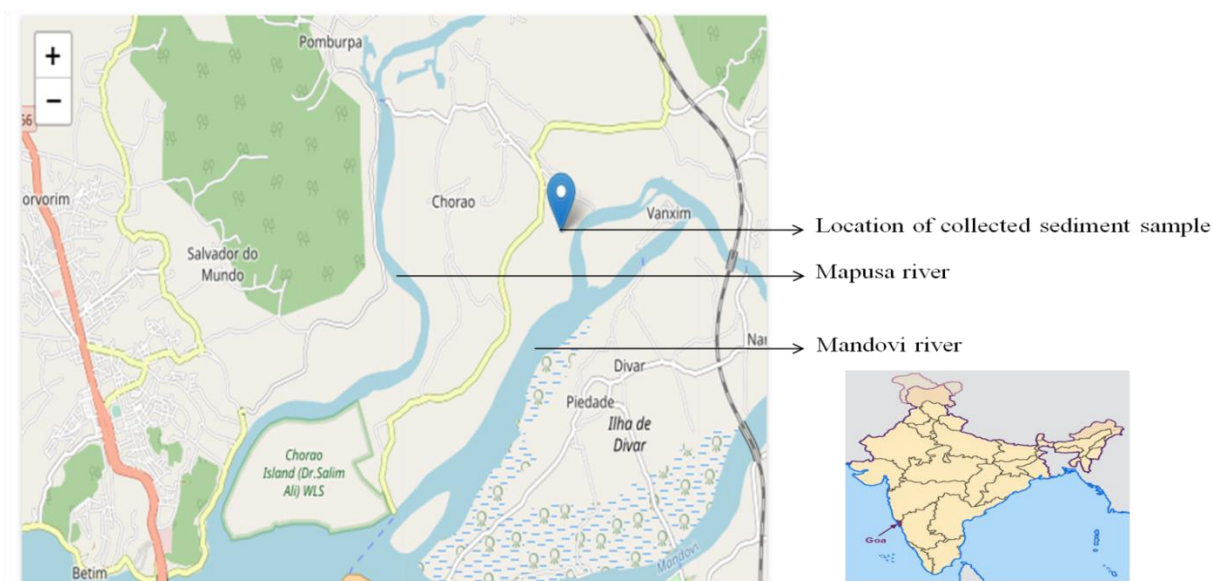 Pomburpa
+
−
66
orvorim
Chorao
Vanxim
Location of collected sediment sample
Salvador do
Mundo
Mapusa river
Mandovi river
Nar
Divar
Piedade
Ilha de
Divar
Chorao
Island (Dr.Salim
Ali) WLS
Mandovi
Betim
Goa